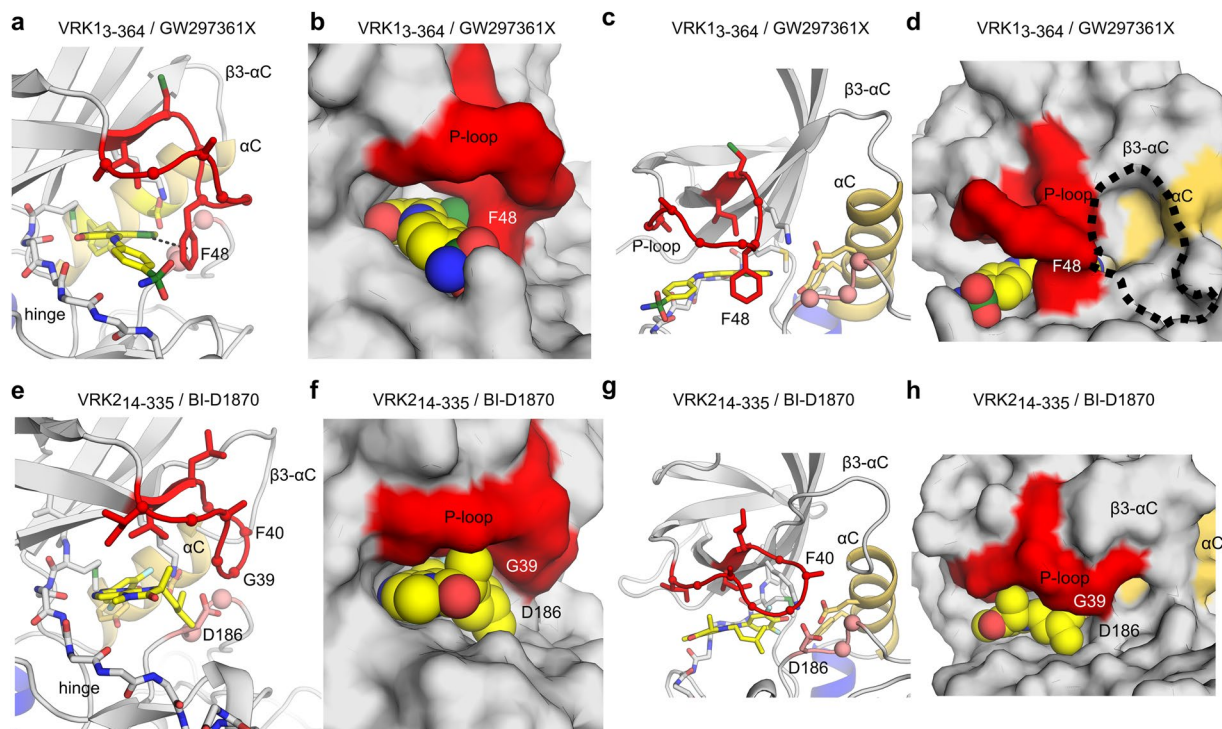 a VRK1₃₋₃₆₄ / GW297361X
β3-αC
αC
F48
hinge
b VRK1₃₋₃₆₄ / GW297361X
P-loop
F48
c VRK1₃₋₃₆₄ / GW297361X
β3-αC
αC
P-loop
F48
d VRK1₃₋₃₆₄ / GW297361X
β3-αC
P-loop
αC
F48
e VRK2₁₄₋₃₃₅ / BI-D1870
β3-αC
F40
αC
G39
D186
hinge
f VRK2₁₄₋₃₃₅ / BI-D1870
P-loop
G39
D186
g VRK2₁₄₋₃₃₅ / BI-D1870
β3-αC
F40
αC
D186
h VRK2₁₄₋₃₃₅ / BI-D1870
β3-αC
αC
P-loop
G39
D186